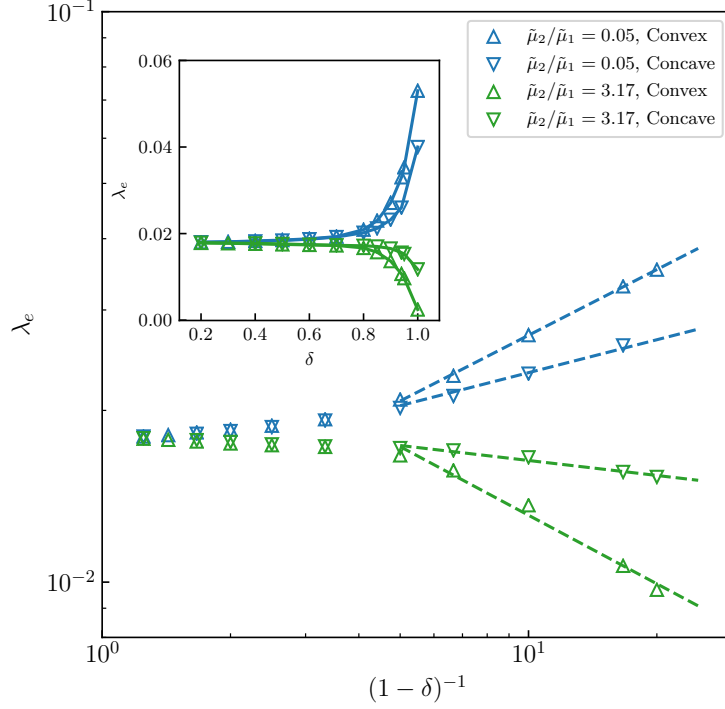 10^{-1}
μ̃₂/μ̃₁ = 0.05, Convex
μ̃₂/μ̃₁ = 0.05, Concave
μ̃₂/μ̃₁ = 3.17, Convex
μ̃₂/μ̃₁ = 3.17, Concave
0.06
0.04
λ_e
0.02
0.00
0.2 0.4 0.6 0.8 1.0
δ
λ_e
10^{-2}
10^0 10^1
(1 − δ)^{-1}